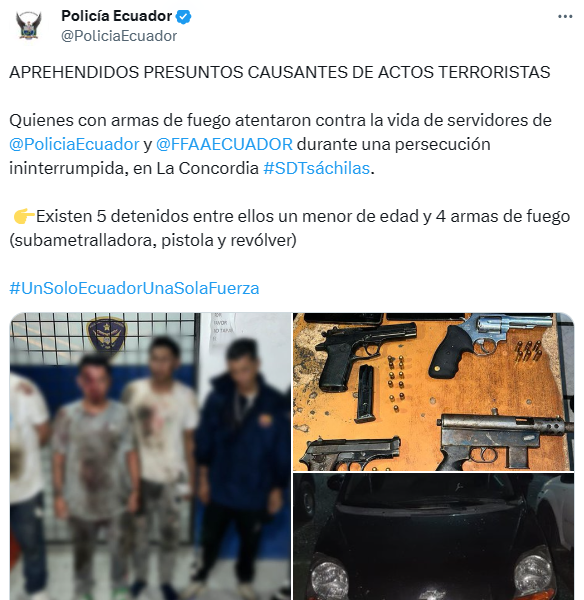 Policía Ecuador
@PoliciaEcuador
APREHENDIDOS PRESUNTOS CAUSANTES DE ACTOS TERRORISTAS
Quienes con armas de fuego atentaron contra la vida de servidores de
@PoliciaEcuador y @FFAAECUADOR durante una persecución
ininterrumpida, en La Concordia #SDTsáchilas.
👉Existen 5 detenidos entre ellos un menor de edad y 4 armas de fuego
(subametralladora, pistola y revólver)
#UnSoloEcuadorUnaSolaFuerza